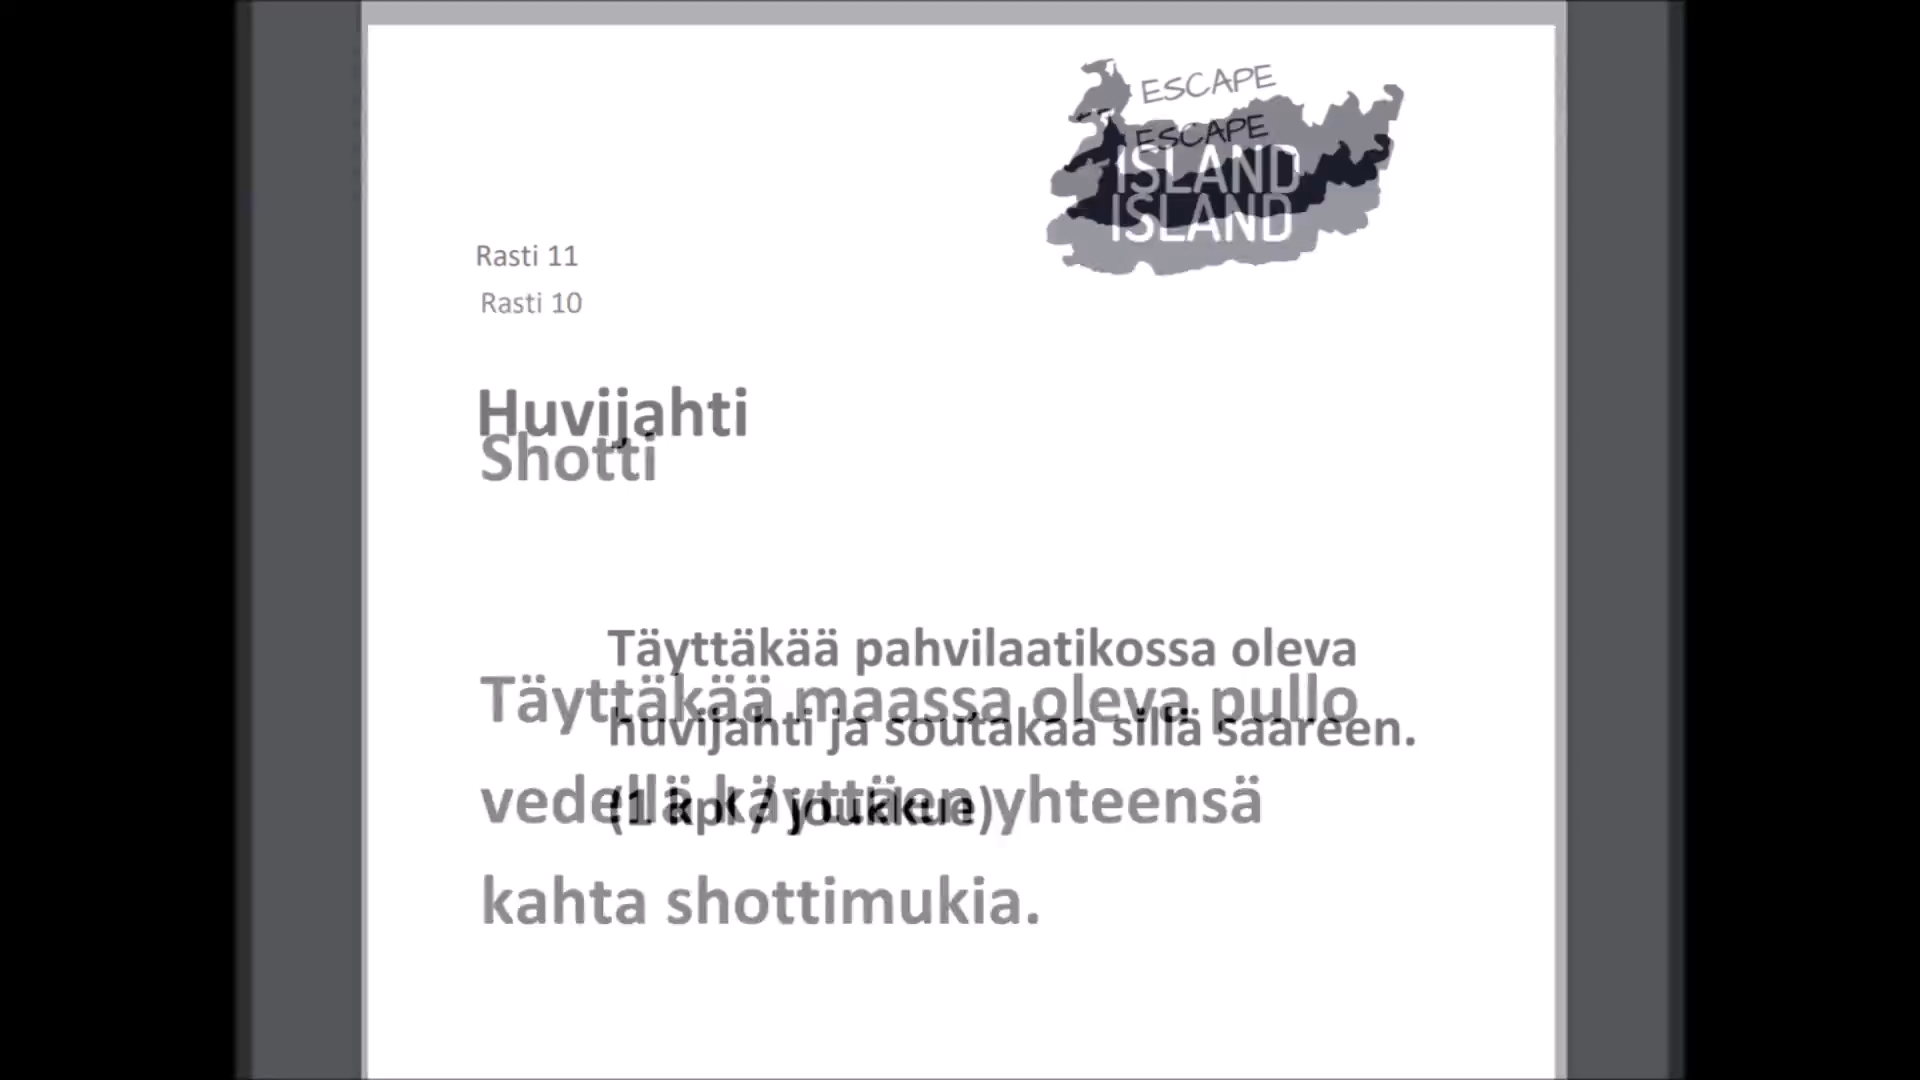 ESCAPE
ISLAND
ESCAPE
ISLAND
Rasti 11
Rasti 10
Huvijahti
Shotti
Täyttäkää pahvilaatikossa oleva
huvijahti ja soutakaa sillä saareen.
(1 kpl / joukkue)
Täyttäkää maassa oleva pullo
vedellä käyttäen yhteensä
kahta shottimukia.